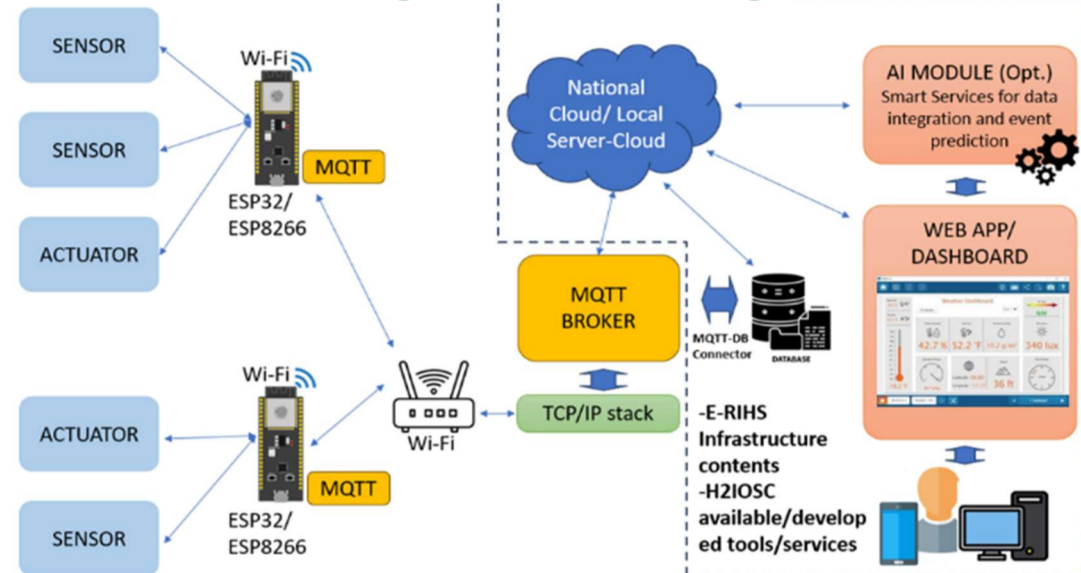 SENSOR
SENSOR
ACTUATOR
Wi-Fi
MQTT
ESP32/
ESP8266
ACTUATOR
SENSOR
Wi-Fi
MQTT
ESP32/
ESP8266
Wi-Fi
TCP/IP stack
MQTT
BROKER
National
Cloud/ Local
Server-Cloud
MQTT-DB
Connector
DATABASE
-E-RIHS
Infrastructure
contents
-H2IOSC
available/develop
ed tools/services
AI MODULE (Opt.)
Smart Services for data
integration and event
prediction
WEB APP/
DASHBOARD
Weather Dashboard
42.7 %
52.2 °F
10.2 g/m³
340 lux
36 ft